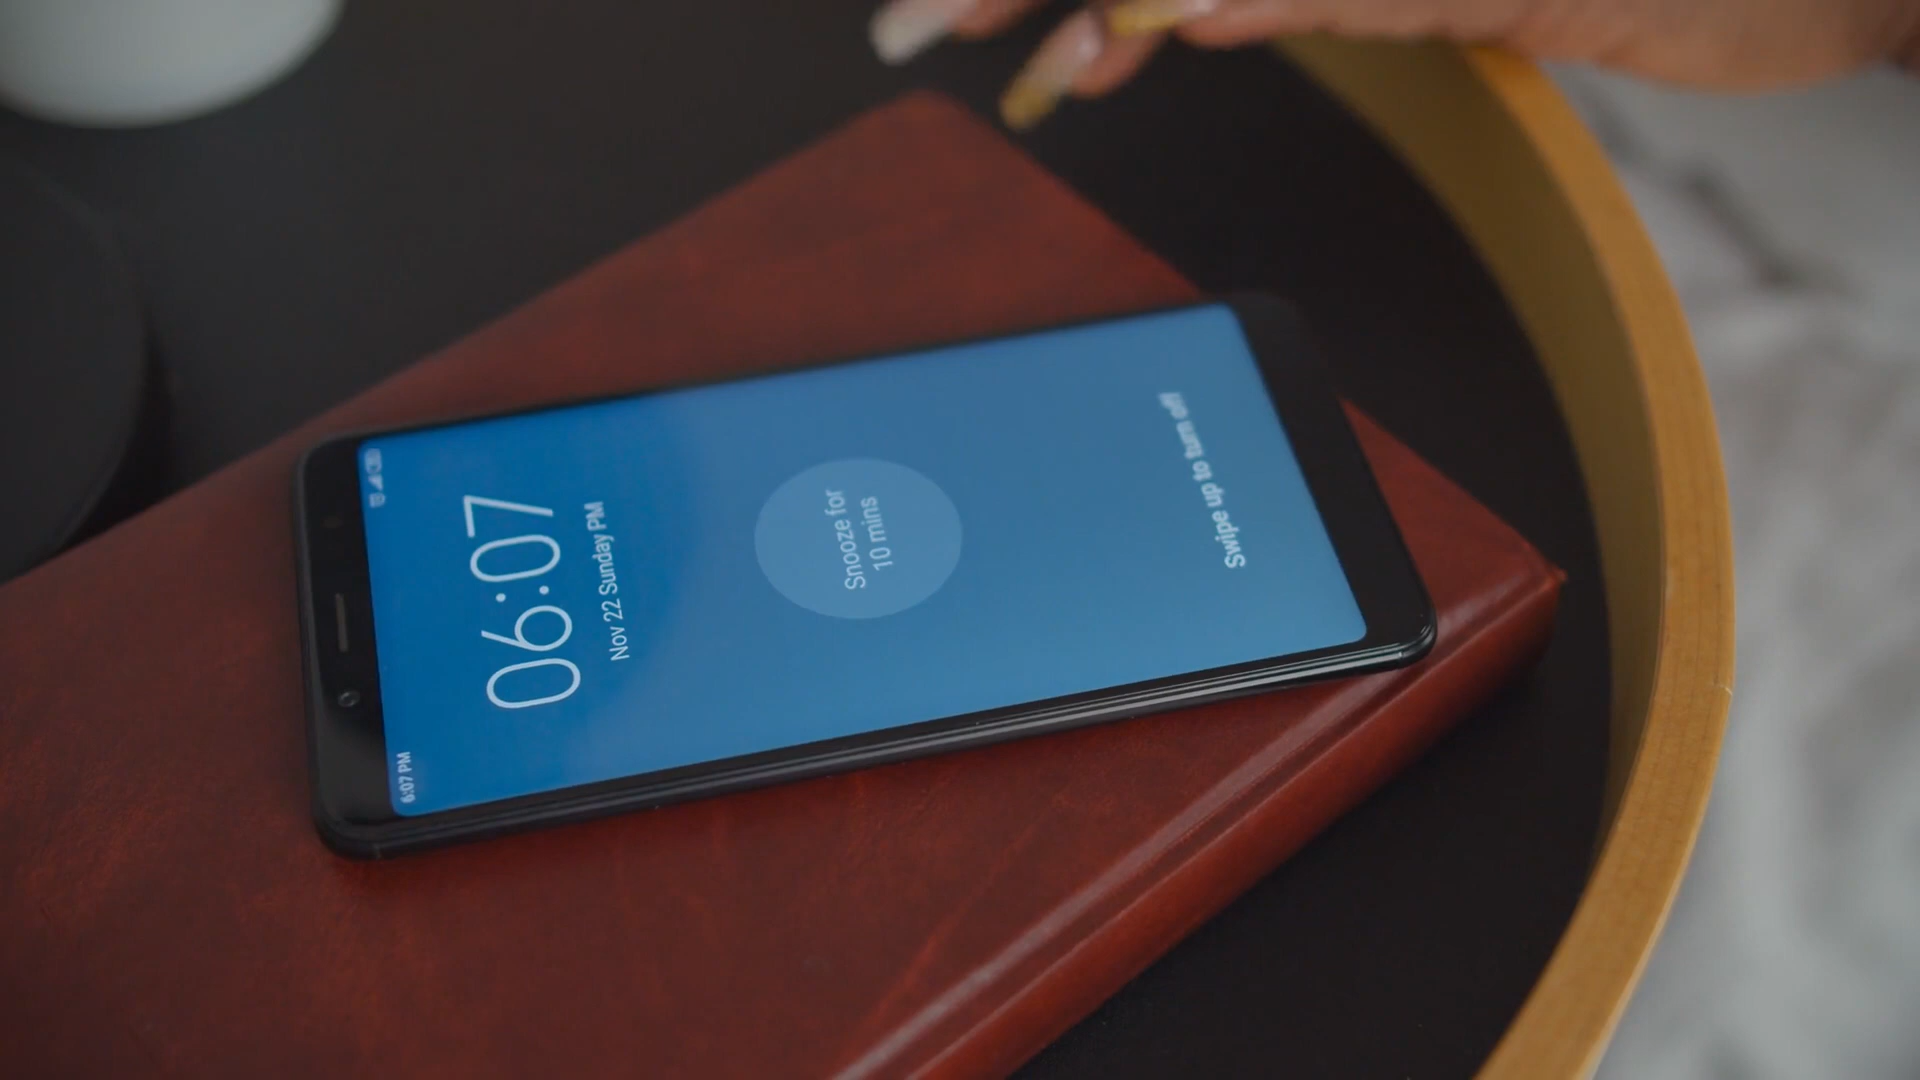 6:07 PM
06:07
Nov 22 Sunday PM
Snooze for
10 mins
Swipe up to turn off